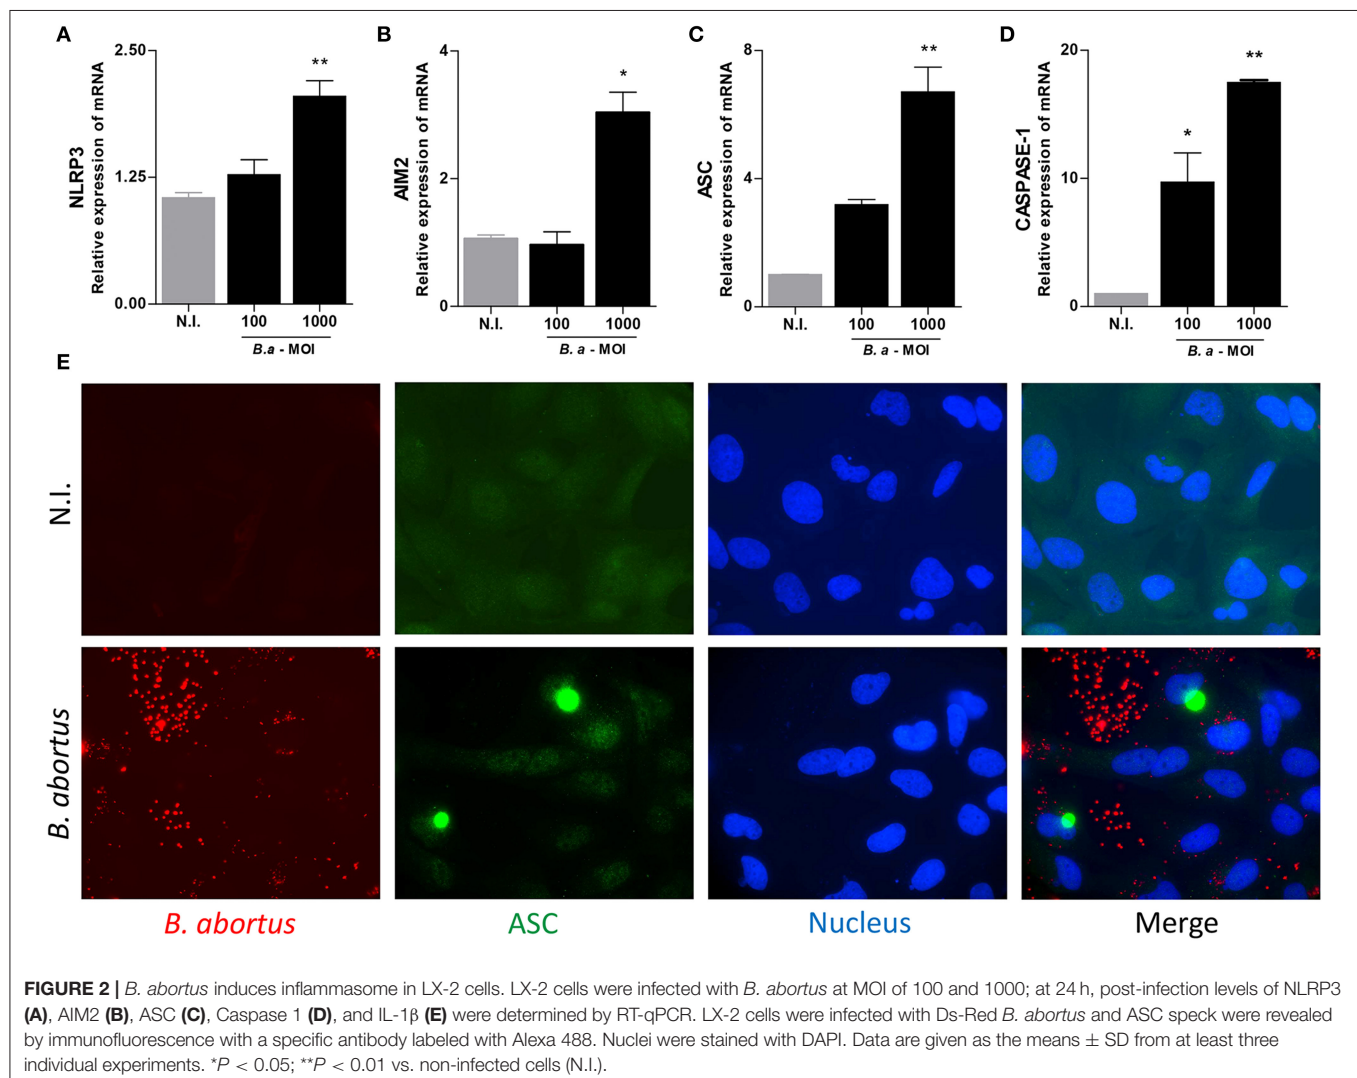 A
NLRP3
Relative expression of mRNA
2.50
1.25
0.00
**
N.I.
100
1000
B.a - MOI
B
AIM2
Relative expression of mRNA
4
2
0
*
N.I.
100
1000
B. a - MOI
C
ASC
Relative expression of mRNA
8
4
0
**
N.I.
100
1000
B. a - MOI
D
CASPASE-1
Relative expression of mRNA
20
10
0
*
**
N.I.
100
1000
B. a - MOI
E
N.I.
B. abortus
B. abortus
ASC
Nucleus
Merge
FIGURE 2 | B. abortus induces inflammasome in LX-2 cells. LX-2 cells were infected with B. abortus at MOI of 100 and 1000; at 24 h, post-infection levels of NLRP3
(A), AIM2 (B), ASC (C), Caspase 1 (D), and IL-1β (E) were determined by RT-qPCR. LX-2 cells were infected with Ds-Red B. abortus and ASC speck were revealed
by immunofluorescence with a specific antibody labeled with Alexa 488. Nuclei were stained with DAPI. Data are given as the means ± SD from at least three
individual experiments. *P < 0.05; **P < 0.01 vs. non-infected cells (N.I.).